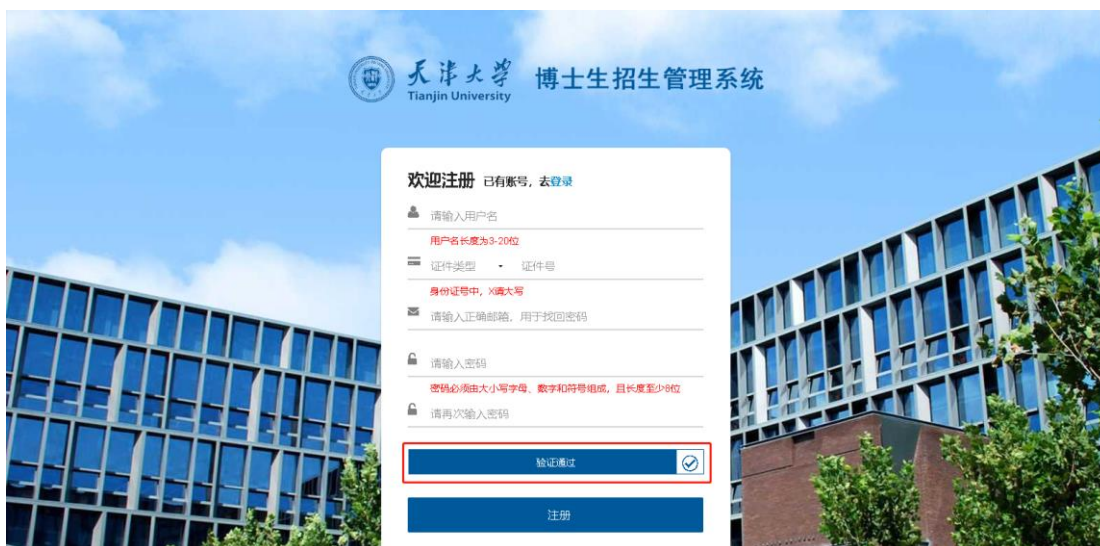 天津大学 博士生招生管理系统
Tianjin University
欢迎注册 已有账号，去登录
请输入用户名
用户名长度为3-20位
证件类型 - 证件号
身份证号中，X请大写
请输入正确邮箱，用于找回密码
请输入密码
密码必须由大小写字母、数字和符号组成，且长度至少8位
请再次输入密码
验证通过
注册